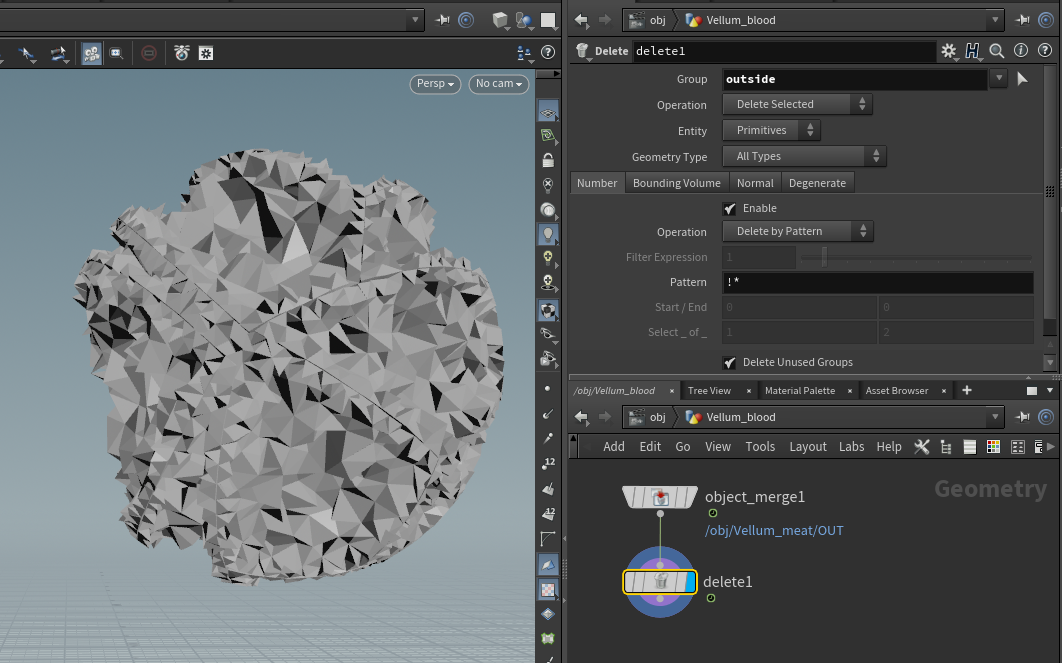 obj Vellum_blood
Delete delete1
Persp No cam
Group outside
Operation Delete Selected
Entity Primitives
Geometry Type All Types
Number Bounding Volume Normal Degenerate
Enable
Operation Delete by Pattern
Filter Expression 1
Pattern !*
Start / End 0 0
Select _ of _ 1 2
Delete Unused Groups
/obj/Vellum_blood × Tree View × Material Palette × Asset Browser × +
obj Vellum_blood
Add Edit Go View Tools Layout Labs Help
12
12
Geometry
object_merge1
/obj/Vellum_meat/OUT
delete1